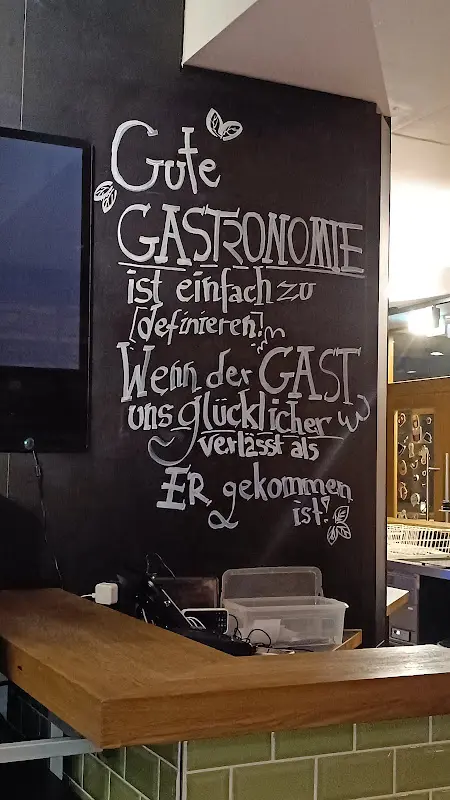 Gute
GASTRONOMIE
ist einfach zu
definieren!
Wenn der GAST
uns glücklicher
verlässt als
ER gekommen
ist!